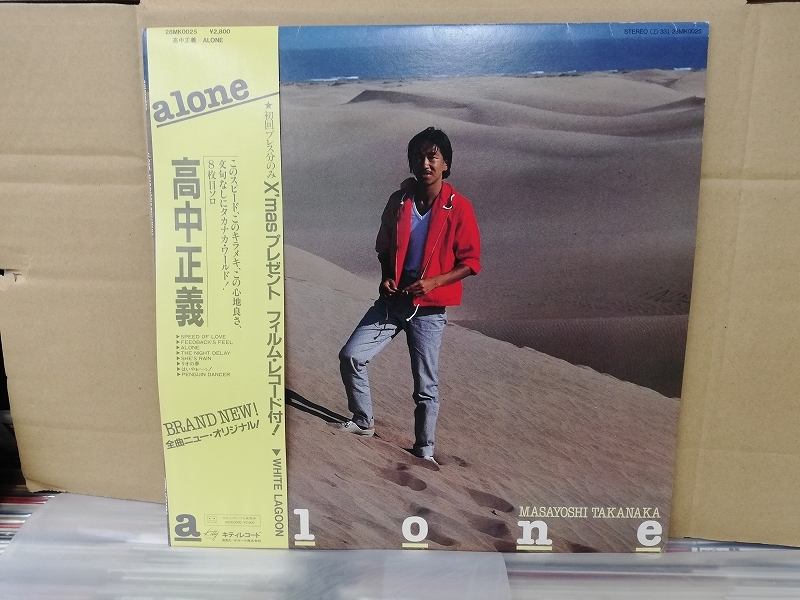 28MK0025 ¥2,800
高中正義 ALONE
STEREO (L/33) 28MK0025
alone
★初回プレス分のみ X'masプレゼント フィルム・レコード付! ▶WHITE LAGOON
このスピード、このキラメキ、この心地良さ、
文句なしにタカナカ・ワールド!
8枚目ソロ
高中正義
▶SPEED OF LOVE
▶FEEDBACK'S FEEL
▶ALONE
▶THE NIGHT DELAY
▶SHE'S RAIN
▶PENGUIN DANCER
BRAND NEW!
全曲ニュー・オリジナル!
キティレコード
MASAYOSHI TAKANAKA
alone